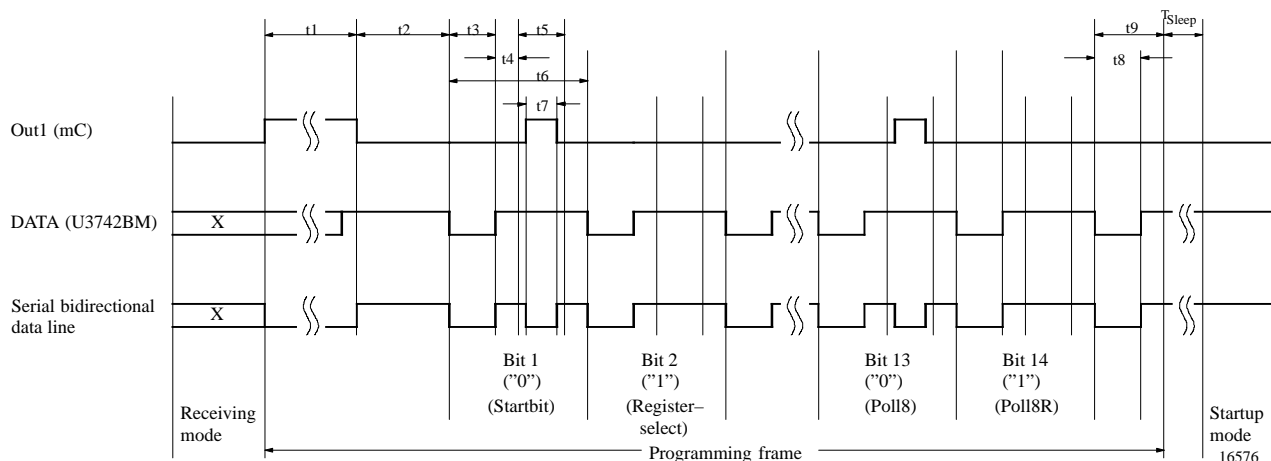 t1 t2 t3 t5 t9 TSleep
t4 t8
t6
t7
Out1 (mC)
DATA (U3742BM) X
Serial bidirectional
data line
X
Bit 1
(”0”)
(Startbit)
Bit 2
(”1”)
(Register–
select)
Bit 13
(”0”)
(Poll8)
Bit 14
(”1”)
(Poll8R)
Receiving
mode
Startup
mode
Programming frame
16576